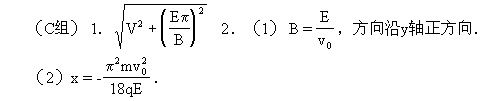 (C组) 1. √(V² + (Eπ/B)²) 2. (1) B = E/v₀, 方向沿y轴正方向.
(2) x = -π²mv₀²/18qE.